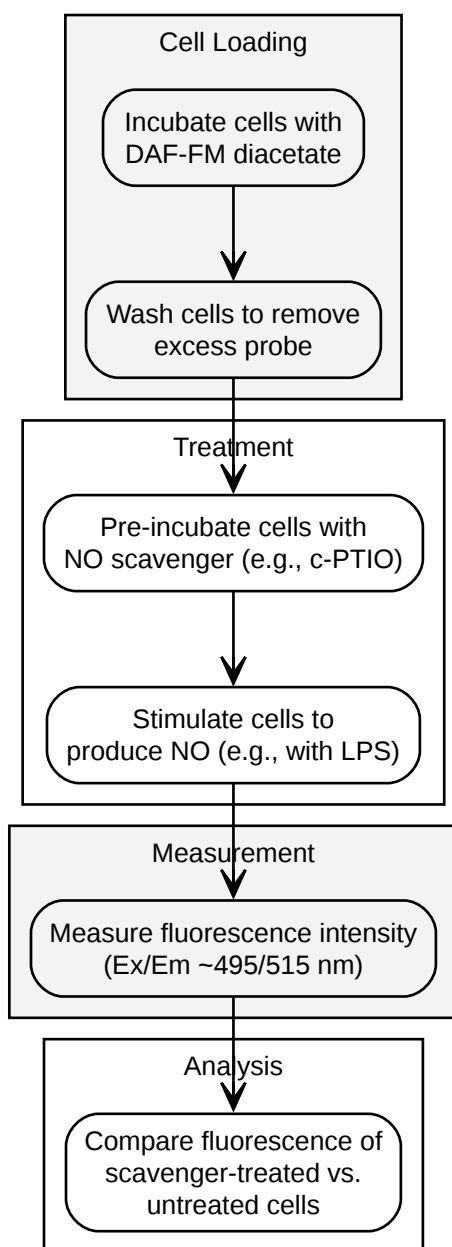 Cell Loading
Incubate cells with
DAF-FM diacetate
Wash cells to remove
excess probe
Treatment
Pre-incubate cells with
NO scavenger (e.g., c-PTIO)
Stimulate cells to
produce NO (e.g., with LPS)
Measurement
Measure fluorescence intensity
(Ex/Em ~495/515 nm)
Analysis
Compare fluorescence of
scavenger-treated vs.
untreated cells